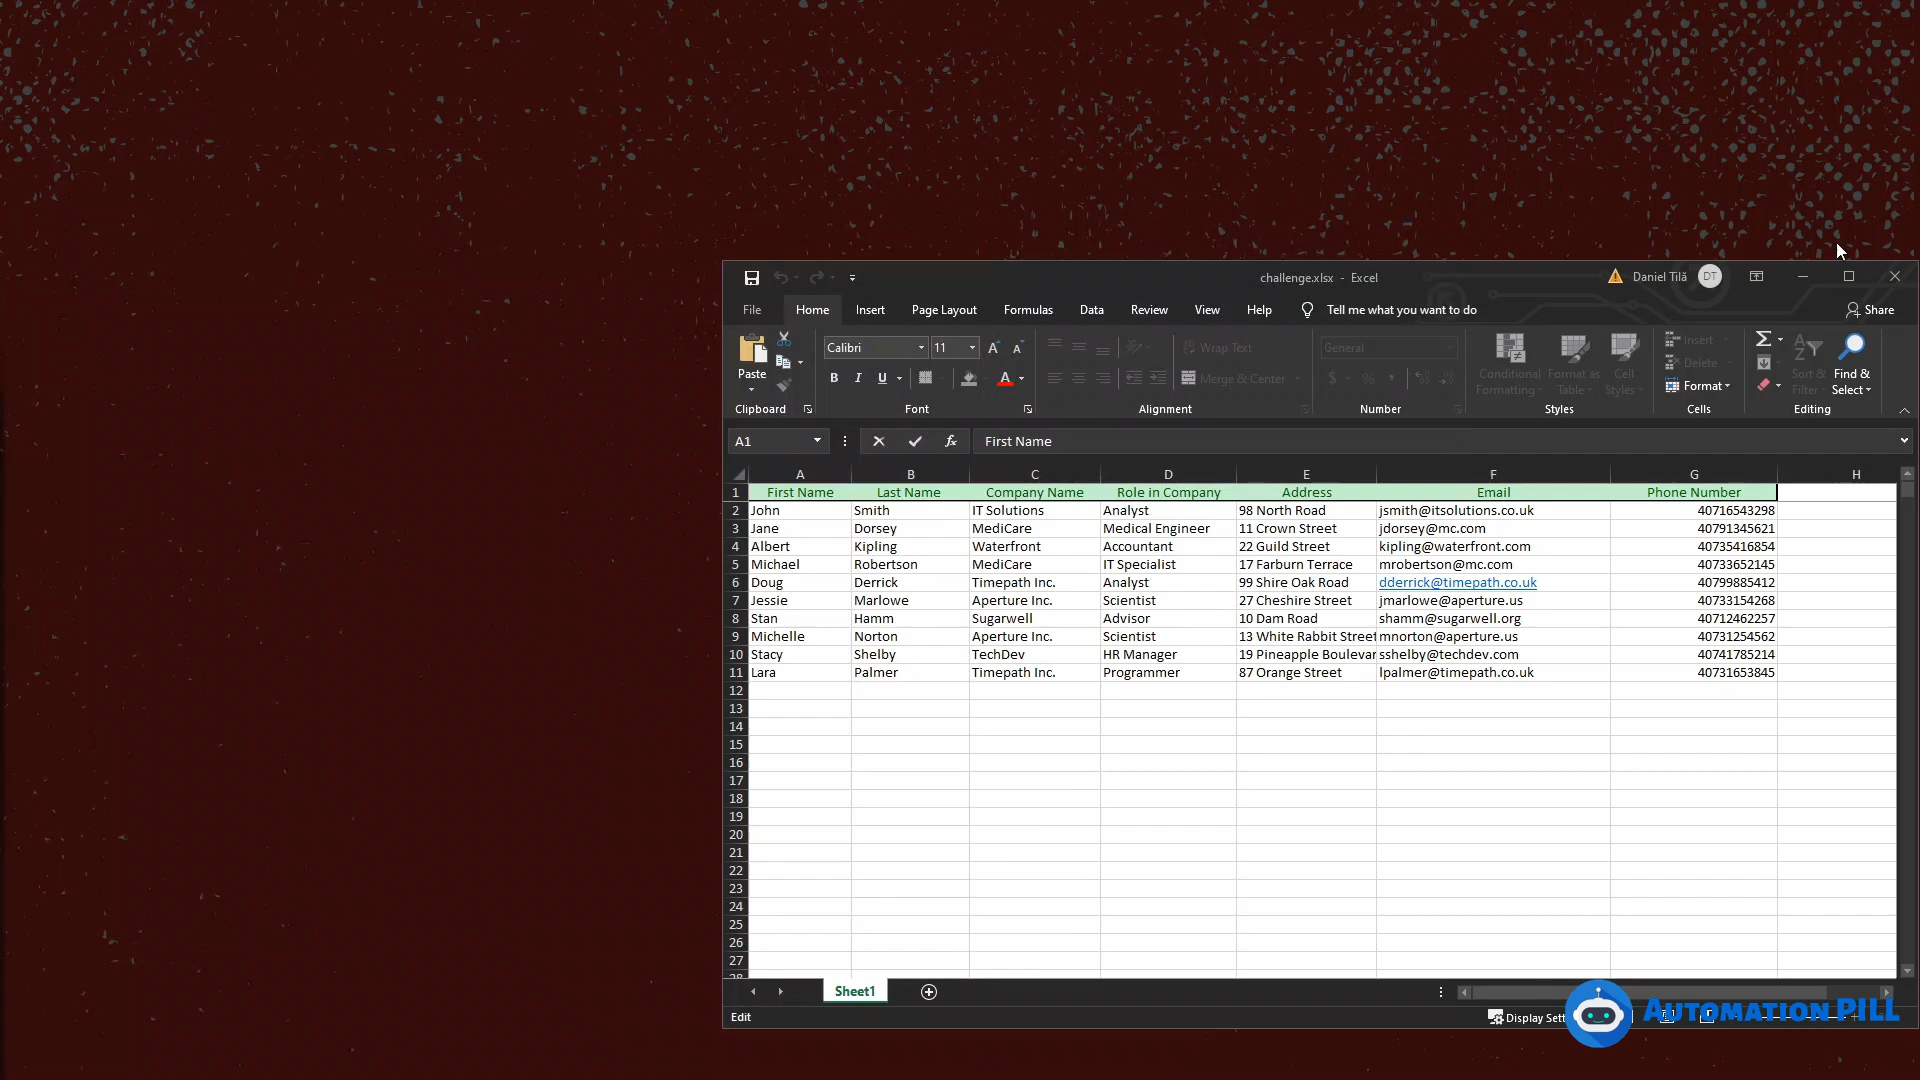 challenge.xlsx - Excel
Daniel Tilă DT
File Home Insert Page Layout Formulas Data Review View Help Tell me what you want to do Share
Calibri 11 Wrap Text General Insert
Paste B I U A Merge & Center $ % Conditional Formatting Format as Table Cell Styles Delete Format Sort & Filter Find & Select
Clipboard Font Alignment Number Styles Cells Editing
A1 fx First Name
A B C D E F G H
1 First Name Last Name Company Name Role in Company Address Email Phone Number
2 John Smith IT Solutions Analyst 98 North Road jsmith@itsolutions.co.uk 40716543298
3 Jane Dorsey MediCare Medical Engineer 11 Crown Street jdorsey@mc.com 40791345621
4 Albert Kipling Waterfront Accountant 22 Guild Street kipling@waterfront.com 40735416854
5 Michael Robertson MediCare IT Specialist 17 Farburn Terrace mrobertson@mc.com 40733652145
6 Doug Derrick Timepath Inc. Analyst 99 Shire Oak Road dderrick@timepath.co.uk 40799885412
7 Jessie Marlowe Aperture Inc. Scientist 27 Cheshire Street jmarlowe@aperture.us 40733154268
8 Stan Hamm Sugarwell Advisor 10 Dam Road shamm@sugarwell.org 40712462257
9 Michelle Norton Aperture Inc. Scientist 13 White Rabbit Street mnorton@aperture.us 40731254562
10 Stacy Shelby TechDev HR Manager 19 Pineapple Boulevar sshelby@techdev.com 40741785214
11 Lara Palmer Timepath Inc. Programmer 87 Orange Street lpalmer@timepath.co.uk 40731653845
12
13
14
15
16
17
18
19
20
21
22
23
24
25
26
27
28
Sheet1
Edit Display Sett
AUTOMATION PILL